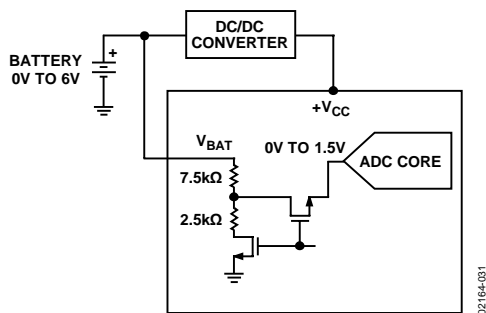 DC/DC
CONVERTER
BATTERY
0V TO 6V
+
+VCC
VBAT
0V TO 1.5V
ADC CORE
7.5kΩ
2.5kΩ
02164-031